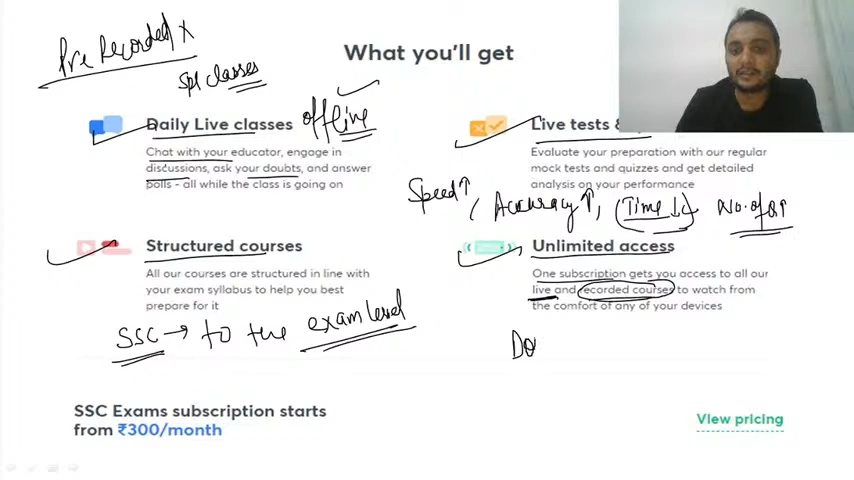 Pre Recorded x
Spl classes
What you'll get
offline
Daily Live classes
Chat with your educator, engage in
discussions, ask your doubts, and answer
polls - all while the class is going on
Live tests &
Evaluate your preparation with our regular
mock tests and quizzes and get detailed
analysis on your performance
Speed↑, Accuracy↑, (Time↓), No. of Q↑
Structured courses
All our courses are structured in line with
your exam syllabus to help you best
prepare for it
SSC → to the exam level
Unlimited access
One subscription gets you access to all our
live and recorded courses to watch from
the comfort of any of your devices
Do
SSC Exams subscription starts
from ₹300/month
View pricing